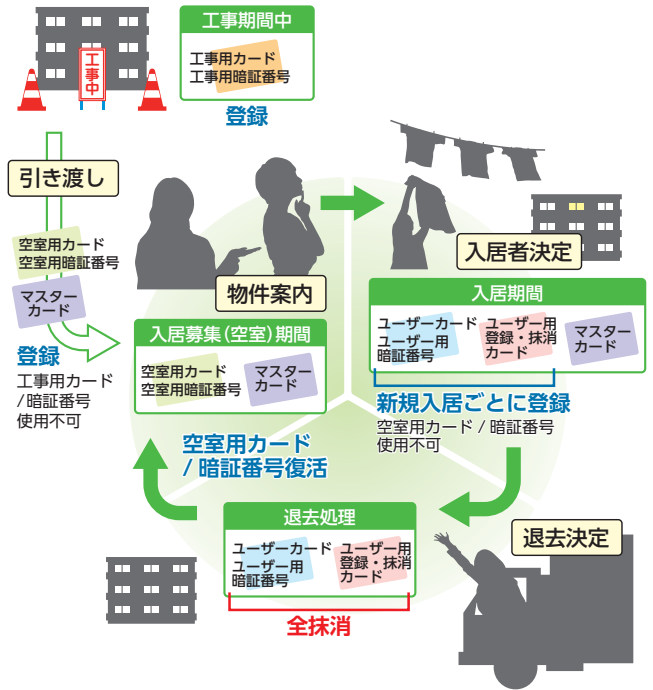 工事中
工事期間中
工事用カード
工事用暗証番号
登録
引き渡し
空室用カード
空室用暗証番号
マスター
カード
登録
工事用カード
/暗証番号
使用不可
物件案内
入居募集(空室)期間
空室用カード
空室用暗証番号
マスター
カード
入居者決定
入居期間
ユーザーカード
ユーザー用
暗証番号
ユーザー用
登録・抹消
カード
マスター
カード
新規入居ごとに登録
空室用カード / 暗証番号
使用不可
空室用カード
/ 暗証番号復活
退去決定
退去処理
ユーザーカード
ユーザー用
暗証番号
ユーザー用
登録・抹消
カード
全抹消